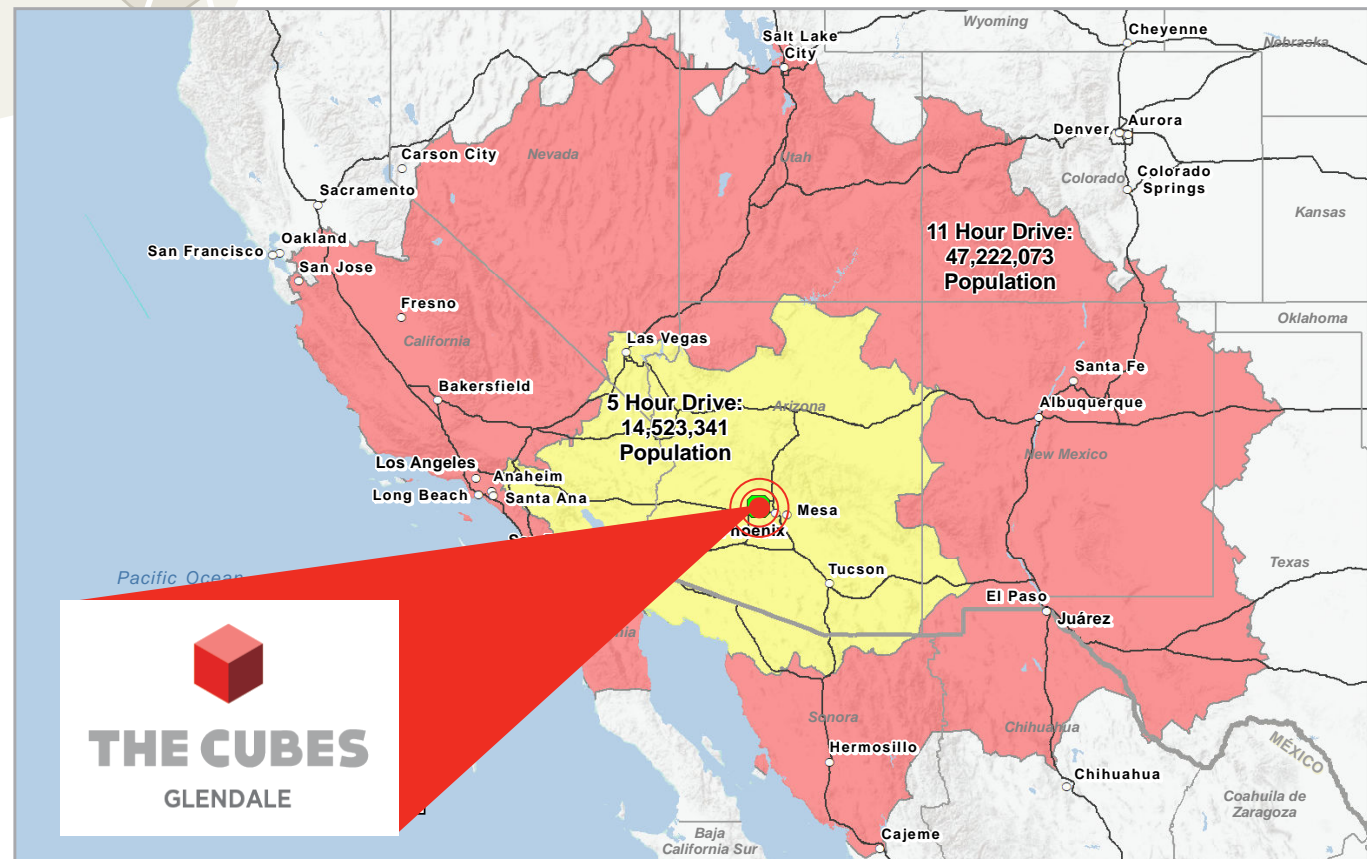 Wyoming
Cheyenne
Salt Lake
City
Nebraska
Denver
Aurora
Carson City
Nevada
Utah
Colorado
Colorado
Springs
Sacramento
Kansas
San Francisco
Oakland
San Jose
11 Hour Drive:
47,222,073
Population
Fresno
California
Las Vegas
Oklahoma
Bakersfield
Santa Fe
5 Hour Drive:
14,523,341
Population
Arizona
Albuquerque
New Mexico
Los Angeles
Anaheim
Long Beach
Santa Ana
Mesa
hoenix
Tucson
Texas
Pacific Ocean
El Paso
Juárez
Sonora
Chihuahua
MÉXICO
Hermosillo
Chihuahua
Coahuila de
Zaragoza
Baja
California Sur
Cajeme
THE CUBES
GLENDALE